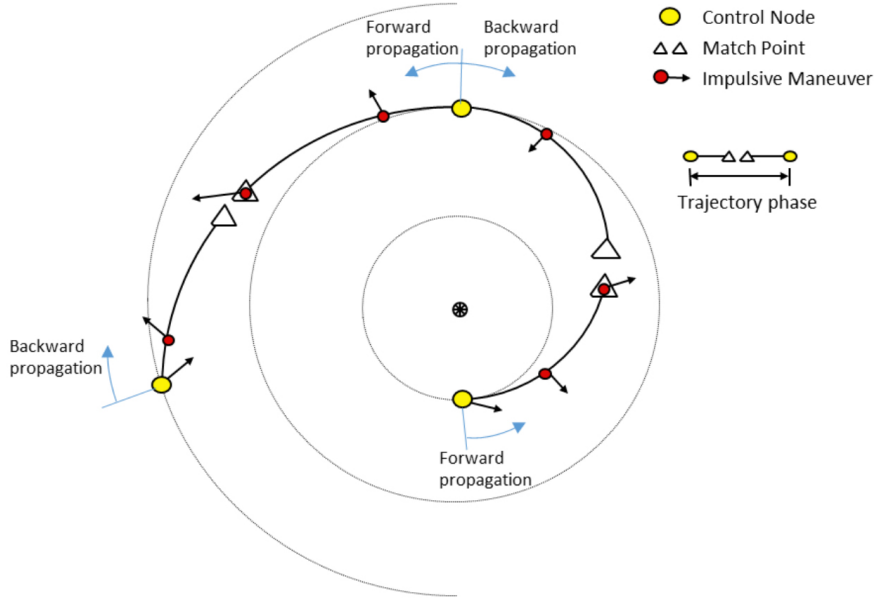 Forward
propagation
Backward
propagation
Control Node
Match Point
Impulsive Maneuver
Trajectory phase
Backward
propagation
Forward
propagation